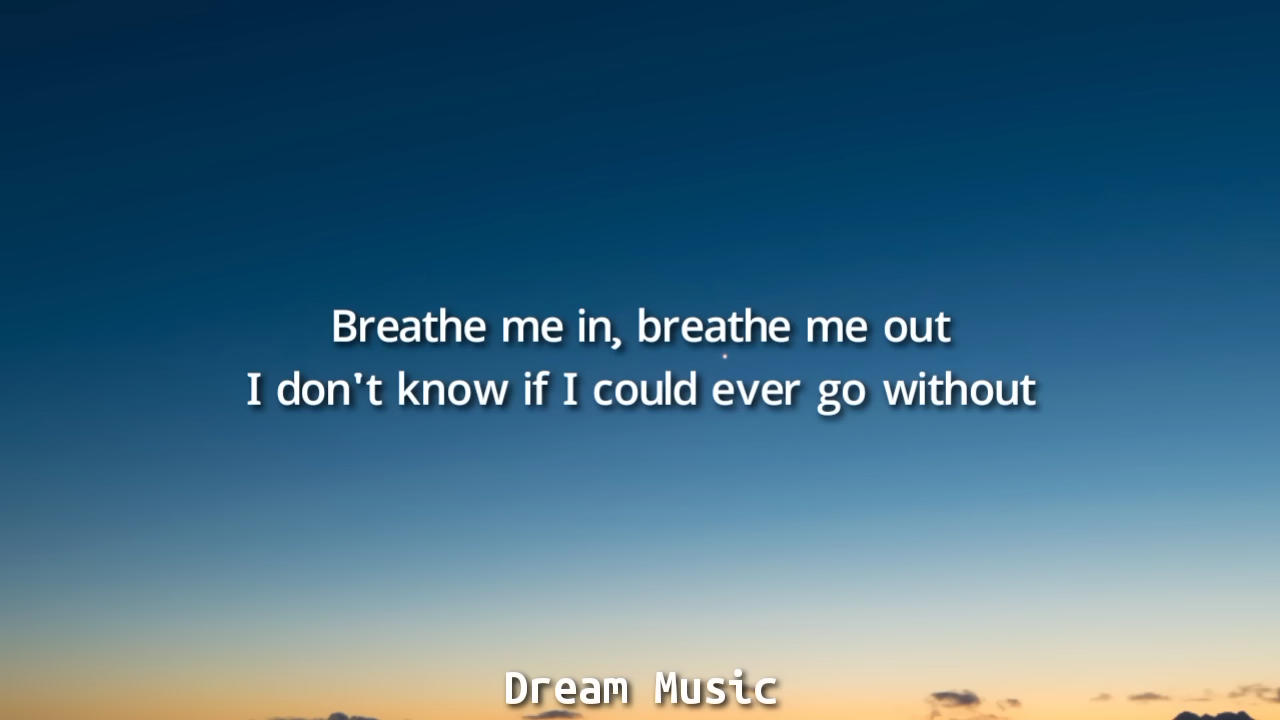 Breathe me in, breathe me out
I don't know if I could ever go without
Dream Music